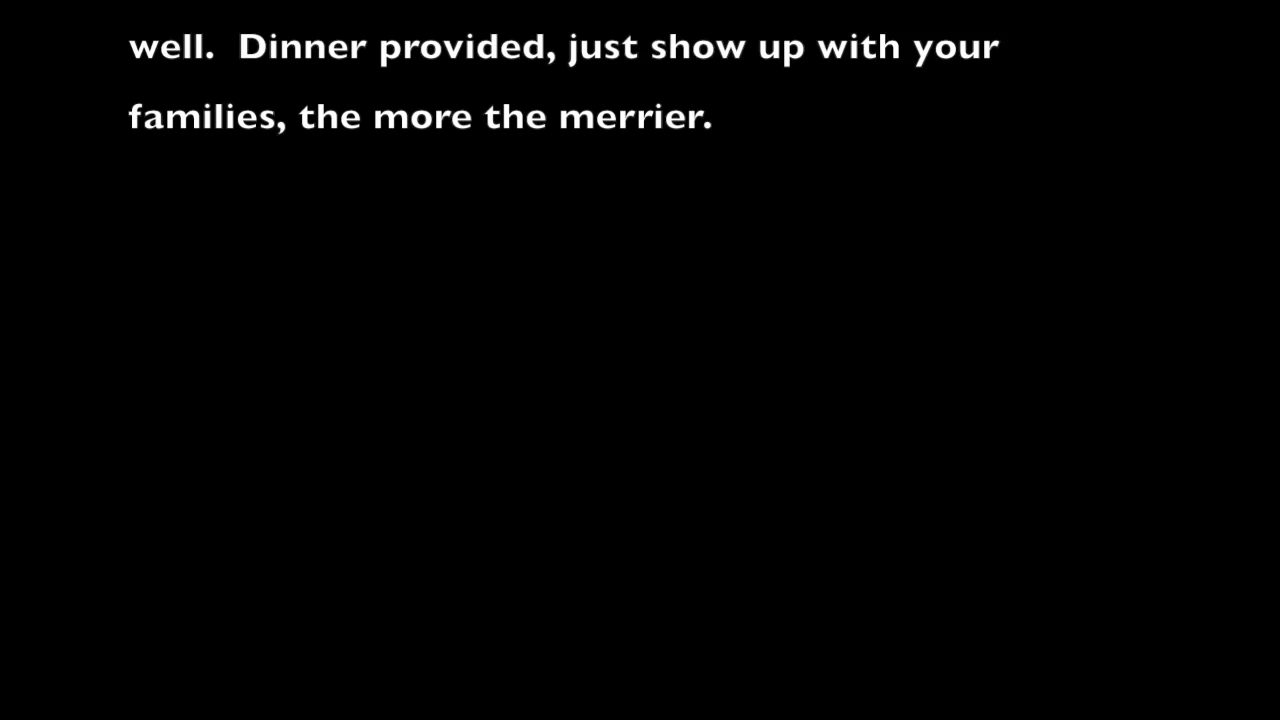 well.  Dinner provided, just show up with your
families, the more the merrier.